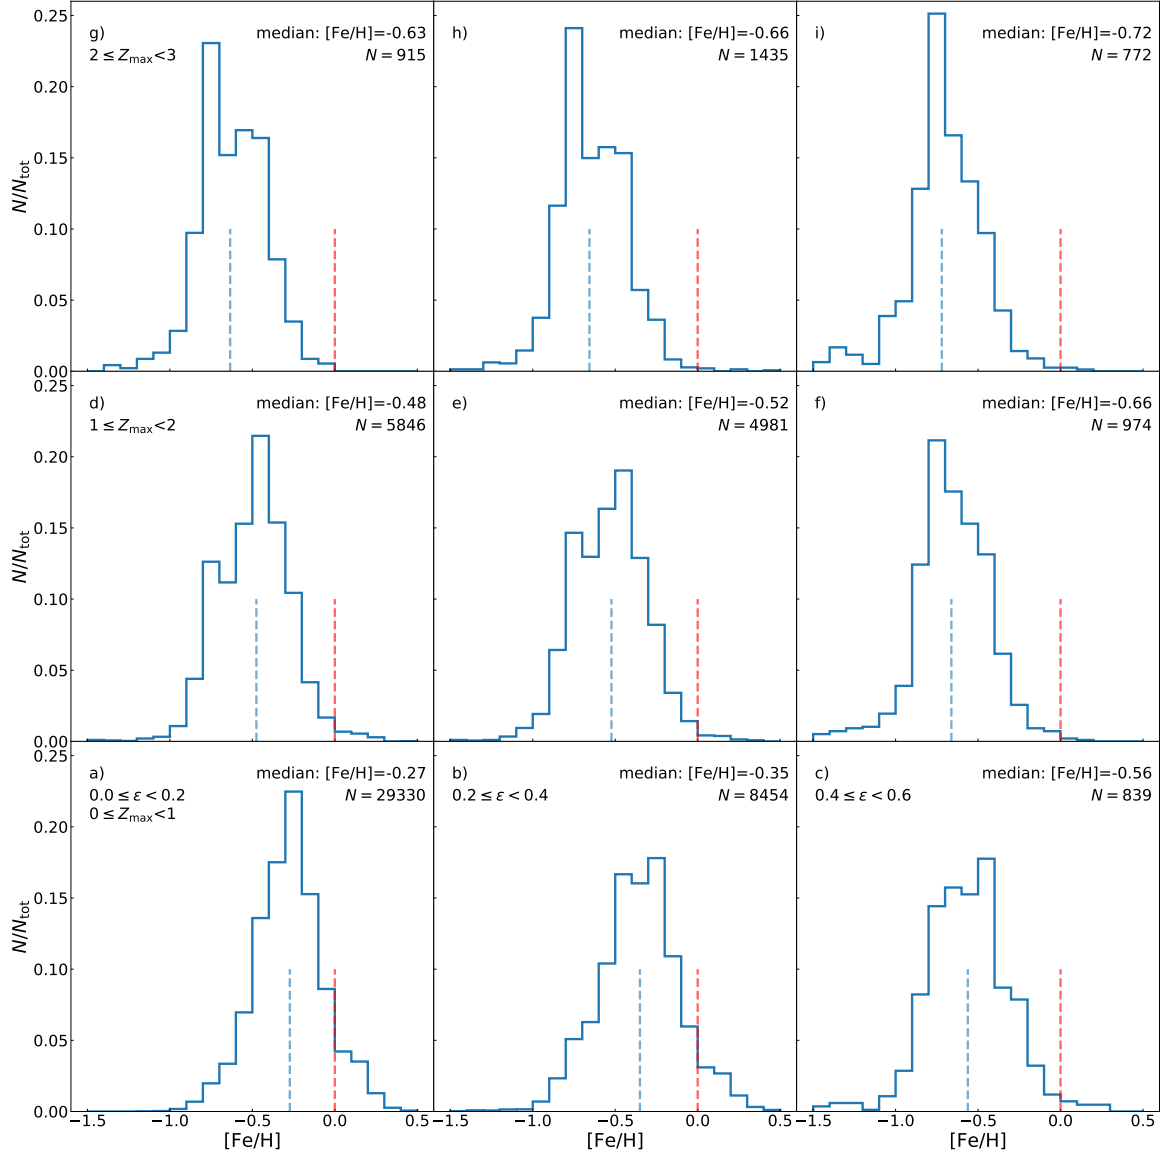 g) median: [Fe/H]=-0.63
2 ≤ Z_max<3 N = 915
h) median: [Fe/H]=-0.66
N = 1435
i) median: [Fe/H]=-0.72
N = 772
0.25
0.20
0.15
0.10
0.05
0.00
N/N_tot
d) median: [Fe/H]=-0.48
1 ≤ Z_max<2 N = 5846
e) median: [Fe/H]=-0.52
N = 4981
f) median: [Fe/H]=-0.66
N = 974
0.25
0.20
0.15
0.10
0.05
0.00
N/N_tot
a) median: [Fe/H]=-0.27
0.0 ≤ ε < 0.2 N = 29330
0 ≤ Z_max<1
b) median: [Fe/H]=-0.35
0.2 ≤ ε < 0.4 N = 8454
c) median: [Fe/H]=-0.56
0.4 ≤ ε < 0.6 N = 839
0.25
0.20
0.15
0.10
0.05
0.00
N/N_tot
−1.5 −1.0 −0.5 0.0 0.5
−1.5 −1.0 −0.5 0.0 0.5
−1.5 −1.0 −0.5 0.0 0.5
[Fe/H] [Fe/H] [Fe/H]